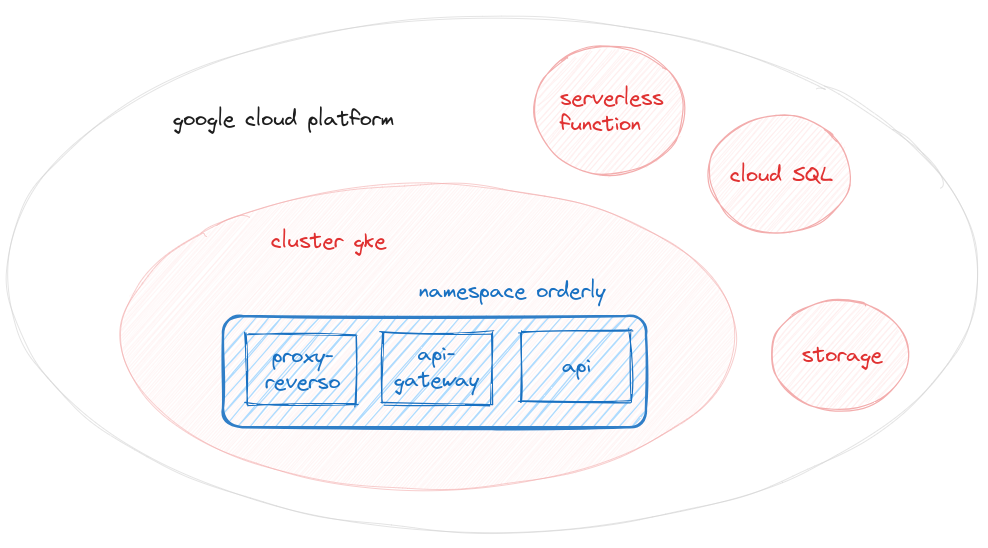 serverless
function
google cloud platform
cloud SQL
cluster gke
namespace orderly
proxy-
reverso
api-
gateway
api
storage